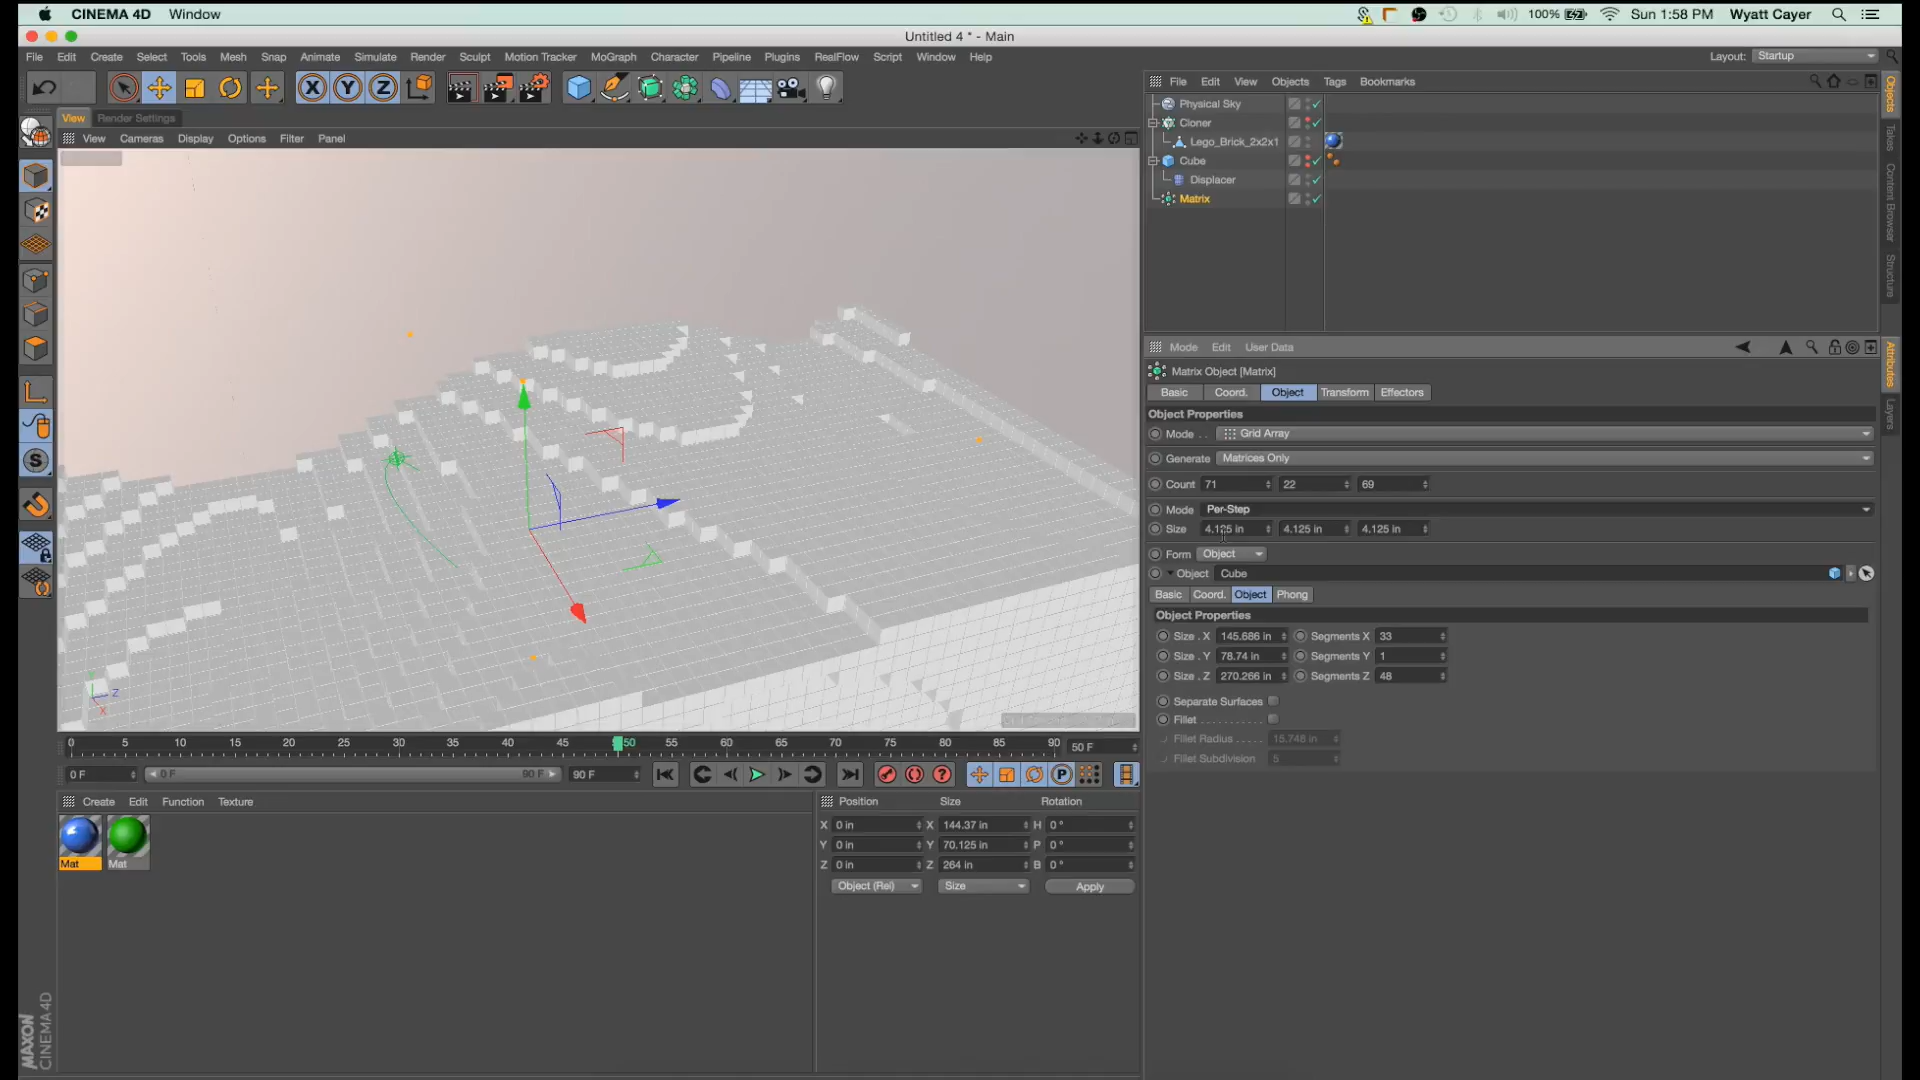 CINEMA 4D Window 100% Sun 1:58 PM Wyatt Cayer
Untitled 4 * - Main
File Edit Create Select Tools Mesh Snap Animate Simulate Render Sculpt Motion Tracker MoGraph Character Pipeline Plugins RealFlow Script Window Help Layout: Startup
X Y Z
File Edit View Objects Tags Bookmarks
View Render Settings
View Cameras Display Options Filter Panel
Physical Sky
Cloner
Lego_Brick_2x2x1
Cube
Displacer
Matrix
Objects
Takes
Content Browser
Structure
Mode Edit User Data
Matrix Object [Matrix]
Basic Coord. Object Transform Effectors
Object Properties
Mode . . Grid Array
Generate Matrices Only
Count 71 22 69
Mode Per-Step
Size 4.125 in 4.125 in 4.125 in
Form Object
Object Cube
Basic Coord. Object Phong
Object Properties
Size . X 145.686 in Segments X 33
Size . Y 78.74 in Segments Y 1
Size . Z 270.266 in Segments Z 48
Separate Surfaces
Fillet
Fillet Radius 15.748 in
Fillet Subdivision 5
Attributes
Layers
S
Y Z X
0 5 10 15 20 25 30 35 40 45 50 55 60 65 70 75 80 85 90 50 F
0 F 0 F 90 F 90 F P
Create Edit Function Texture
Mat Mat
Position Size Rotation
X 0 in X 144.37 in H 0 °
Y 0 in Y 70.125 in P 0 °
Z 0 in Z 264 in B 0 °
Object (Rel) Size Apply
MAXON
CINEMA 4D